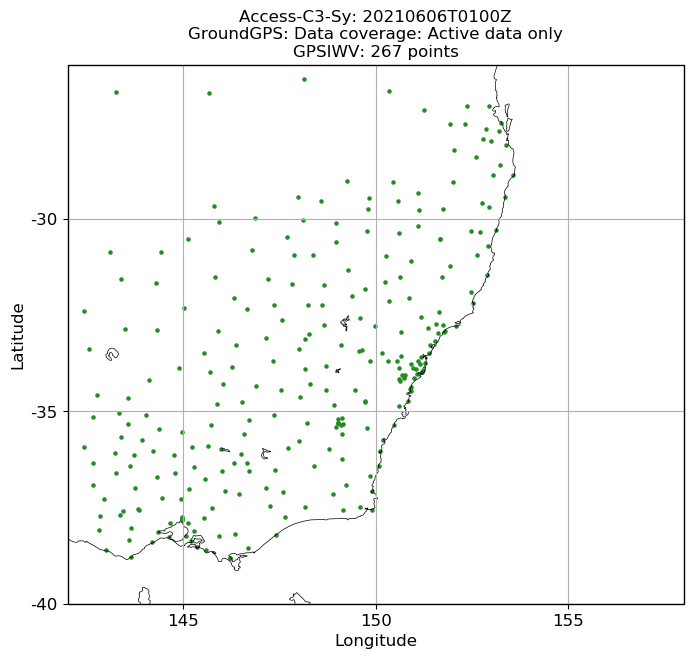 Access-C3-Sy: 20210606T0100Z
GroundGPS: Data coverage: Active data only
GPSIWV: 267 points
Latitude
-30
-35
-40
145
150
155
Longitude